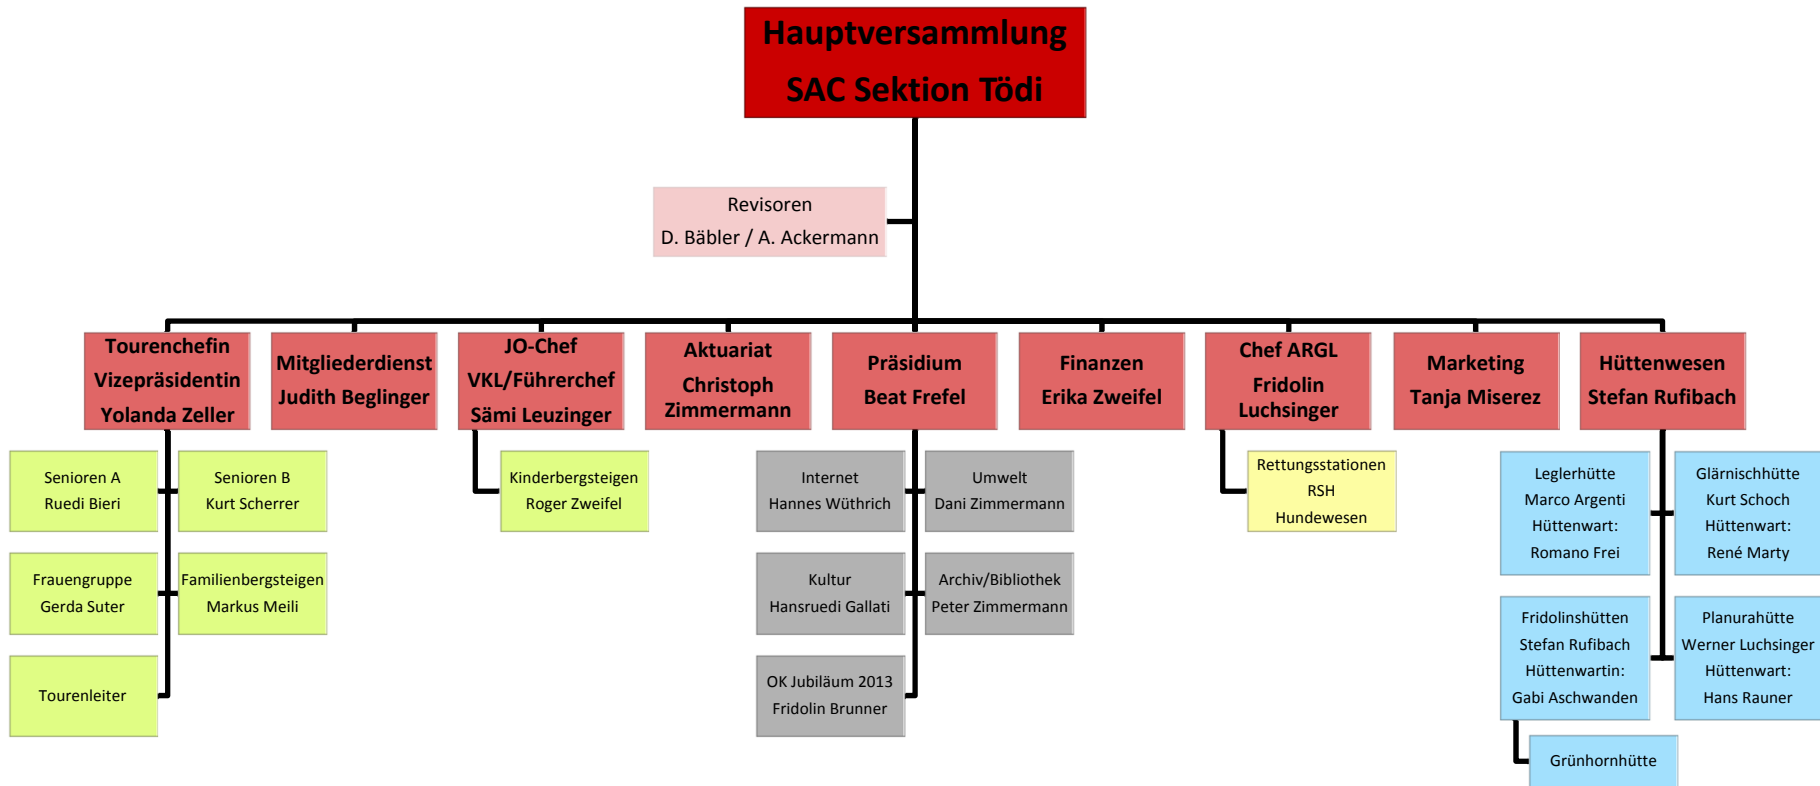 Hauptversammlung
SAC Sektion Tödi
Revisoren
D. Bäbler / A. Ackermann
Tourenchefin
Vizepräsidentin
Yolanda Zeller
Mitgliederdienst
Judith Beglinger
JO-Chef
VKL/Führerchef
Sämi Leuzinger
Aktuariat
Christoph
Zimmermann
Präsidium
Beat Frefel
Finanzen
Erika Zweifel
Chef ARGL
Fridolin
Luchsinger
Marketing
Tanja Miserez
Hüttenwesen
Stefan Rufibach
Senioren A
Ruedi Bieri
Senioren B
Kurt Scherrer
Frauengruppe
Gerda Suter
Familienbergsteigen
Markus Meili
Tourenleiter
Kinderbergsteigen
Roger Zweifel
Internet
Hannes Wüthrich
Umwelt
Dani Zimmermann
Kultur
Hansruedi Gallati
Archiv/Bibliothek
Peter Zimmermann
OK Jubiläum 2013
Fridolin Brunner
Rettungsstationen
RSH
Hundewesen
Leglerhütte
Marco Argenti
Hüttenwart:
Romano Frei
Glärnischhütte
Kurt Schoch
Hüttenwart:
René Marty
Fridolinshütten
Stefan Rufibach
Hüttenwartin:
Gabi Aschwanden
Planurahütte
Werner Luchsinger
Hüttenwart:
Hans Rauner
Grünhornhütte